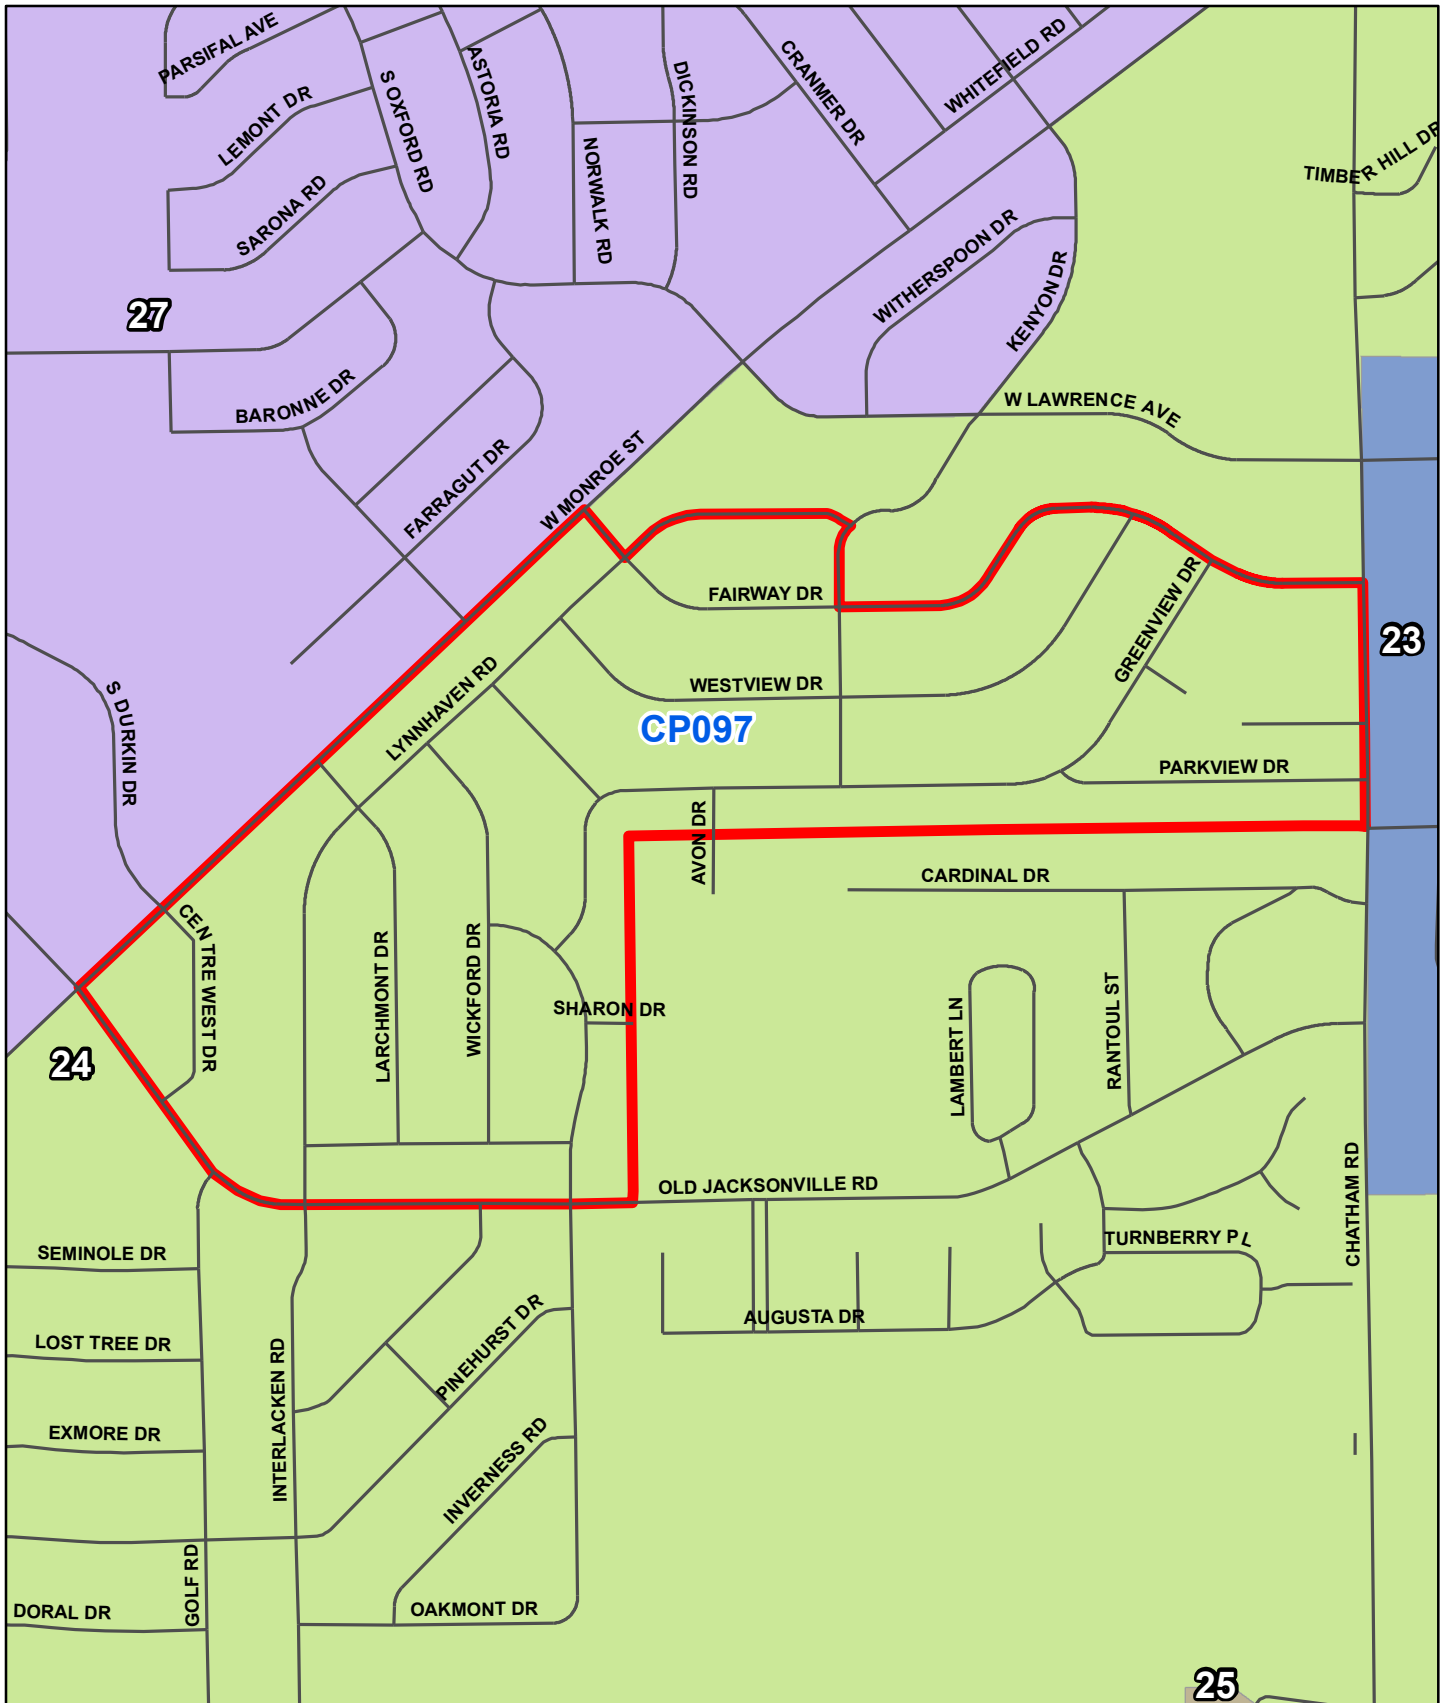 PARSIFAL AVE
LEMONT DR
SARONA RD
S OXFORD RD
ASTORIA RD
NORWALK RD
DICKINSON RD
CRANMER DR
WHITEFIELD RD
TIMBER HILL DR
WITHERSPOON DR
KENYON DR
27
BARONNE DR
FARRAGUT DR
W MONROE ST
W LAWRENCE AVE
FAIRWAY DR
GREENVIEW DR
23
S DURKIN DR
LYNNHAVEN RD
WESTVIEW DR
CP097
PARKVIEW DR
AVON DR
CARDINAL DR
CENTRE WEST DR
LARCHMONT DR
WICKFORD DR
SHARON DR
LAMBERT LN
RANTOUL ST
24
OLD JACKSONVILLE RD
CHATHAM RD
SEMINOLE DR
TURNBERRY PL
LOST TREE DR
INTERLACKEN RD
PINEHURST DR
AUGUSTA DR
EXMORE DR
INVERNESS RD
GOLF RD
DORAL DR
OAKMONT DR
25